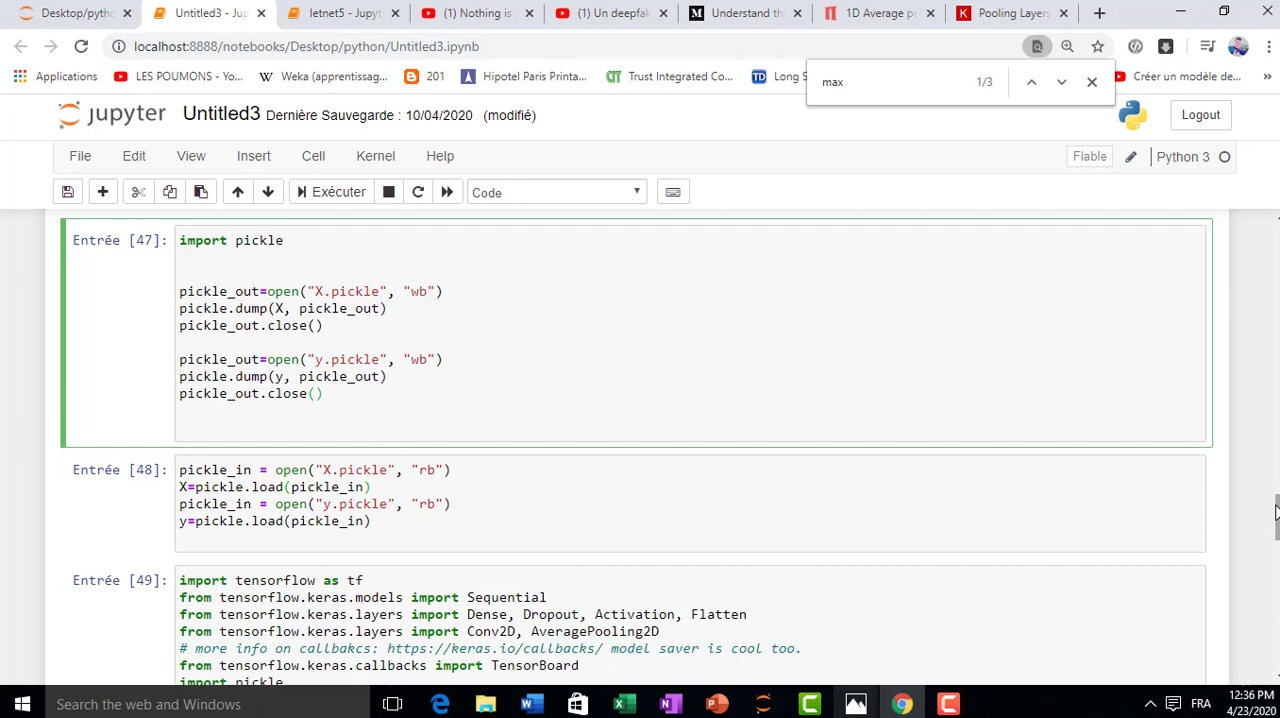 Desktop/pytho
Untitled3 - Jup
letnet5 - Jupyt
(1) Nothing is
(1) Un deepfak
Understand the
1D Average po
Pooling Layers
localhost:8888/notebooks/Desktop/python/Untitled3.ipynb
Applications
LES POUMONS - Yo...
Weka (apprentissag...
201
Hipotel Paris Printa...
Trust Integrated Co...
TD
Long S
Créer un modèle de...
max
1/3
jupyter
Untitled3 Dernière Sauvegarde : 10/04/2020 (modifié)
Logout
File Edit View Insert Cell Kernel Help
Fiable
Python 3
Exécuter
Code
Entrée [47]:
import pickle
pickle_out=open("X.pickle", "wb")
pickle.dump(X, pickle_out)
pickle_out.close()
pickle_out=open("y.pickle", "wb")
pickle.dump(y, pickle_out)
pickle_out.close()
Entrée [48]:
pickle_in = open("X.pickle", "rb")
X=pickle.load(pickle_in)
pickle_in = open("y.pickle", "rb")
y=pickle.load(pickle_in)
Entrée [49]:
import tensorflow as tf
from tensorflow.keras.models import Sequential
from tensorflow.keras.layers import Dense, Dropout, Activation, Flatten
from tensorflow.keras.layers import Conv2D, AveragePooling2D
# more info on callbakcs: https://keras.io/callbacks/ model saver is cool too.
from tensorflow.keras.callbacks import TensorBoard
import pickle
Search the web and Windows
FR
12:36 PM
4/23/2020